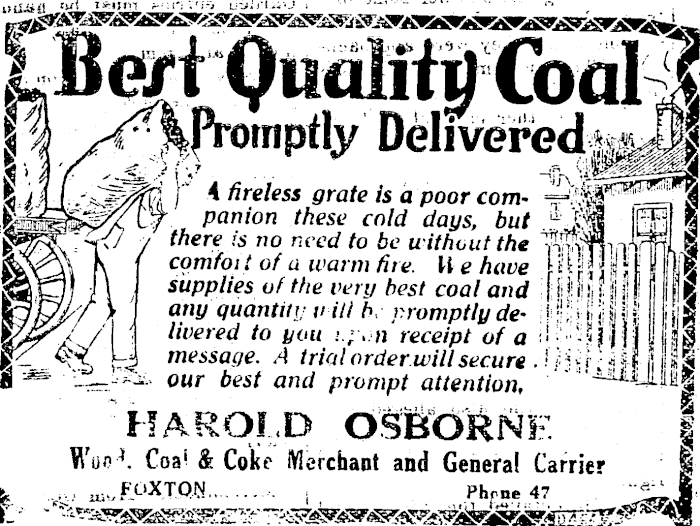 Best Quality Coal
Promptly Delivered
A fireless grate is a poor com-
panion these cold days, but
there is no need to be without the
comfort of a warm fire. We have
supplies of the very best coal and
any quantity will be promptly de-
livered to you upon receipt of a
message. A trial order will secure
our best and prompt attention,
HAROLD OSBORNE
Wood, Coal & Coke Merchant and General Carrier
FOXTON
Phone 47